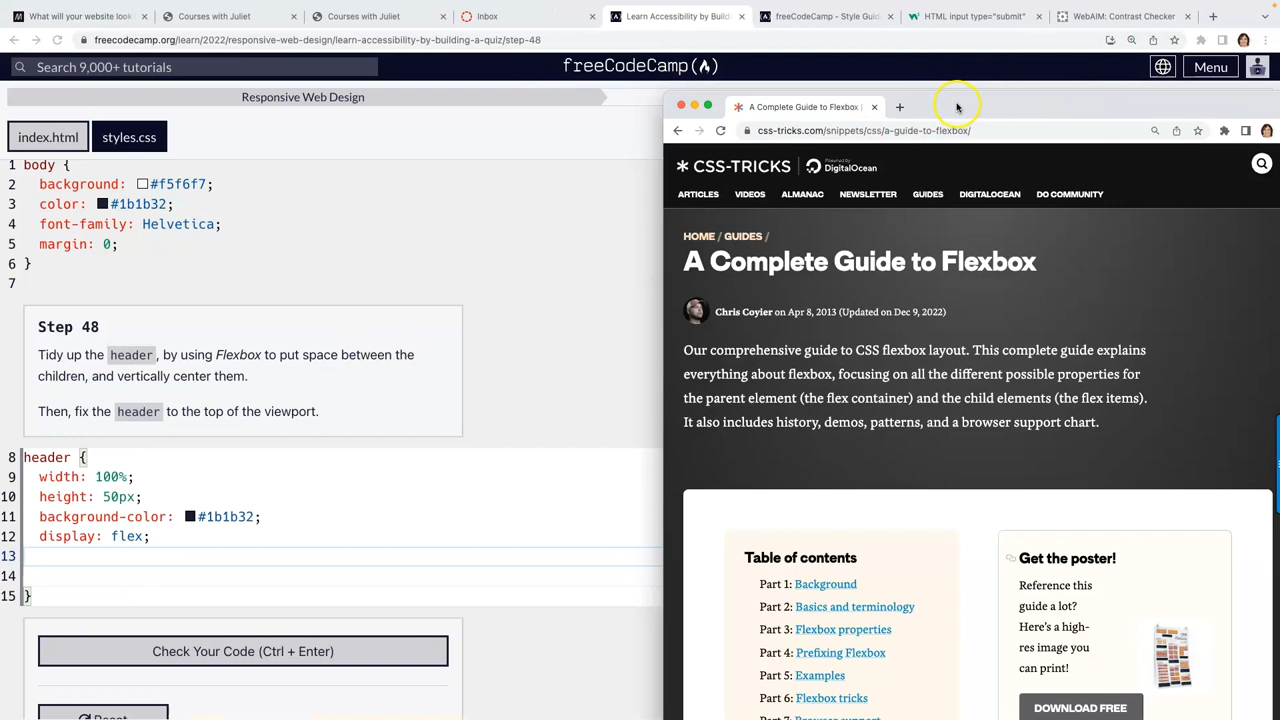 What will your website look
Courses with Juliet
Courses with Juliet
Inbox
Learn Accessibility by Build
freeCodeCamp - Style Guide
HTML input type="submit"
WebAIM: Contrast Checker
freecodecamp.org/learn/2022/responsive-web-design/learn-accessibility-by-building-a-quiz/step-48
Search 9,000+ tutorials
freeCodeCamp
Menu
Responsive Web Design
index.html
styles.css
1 body {
2 background: #f5f6f7;
3 color: #1b1b32;
4 font-family: Helvetica;
5 margin: 0;
6 }
7
Step 48
Tidy up the header, by using Flexbox to put space between the
children, and vertically center them.
Then, fix the header to the top of the viewport.
8 header {
9 width: 100%;
10 height: 50px;
11 background-color: #1b1b32;
12 display: flex;
13
14
15 }
Check Your Code (Ctrl + Enter)
Reset
A Complete Guide to Flexbox |
css-tricks.com/snippets/css/a-guide-to-flexbox/
CSS-TRICKS
Powered by
DigitalOcean
ARTICLES VIDEOS ALMANAC NEWSLETTER GUIDES DIGITALOCEAN DO COMMUNITY
HOME / GUIDES /
A Complete Guide to Flexbox
Chris Coyier on Apr 8, 2013 (Updated on Dec 9, 2022)
Our comprehensive guide to CSS flexbox layout. This complete guide explains
everything about flexbox, focusing on all the different possible properties for
the parent element (the flex container) and the child elements (the flex items).
It also includes history, demos, patterns, and a browser support chart.
Table of contents
Part 1: Background
Part 2: Basics and terminology
Part 3: Flexbox properties
Part 4: Prefixing Flexbox
Part 5: Examples
Part 6: Flexbox tricks
Part 7: Browser support
Get the poster!
Reference this
guide a lot?
Here's a high-
res image you
can print!
DOWNLOAD FREE